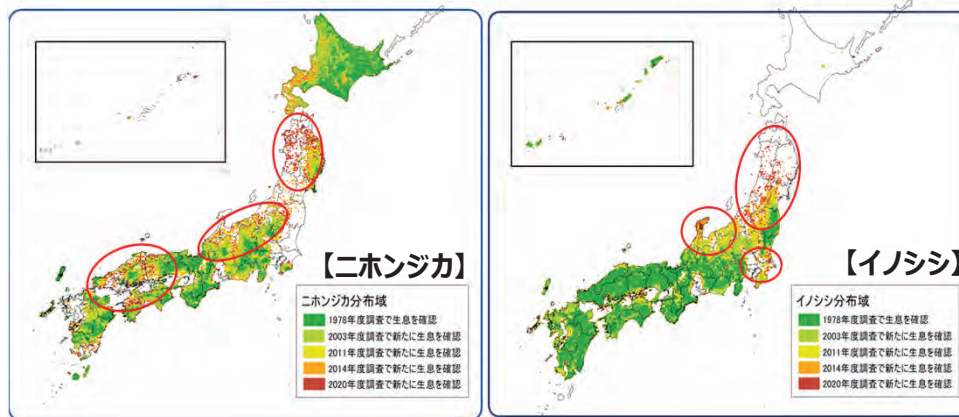 【ニホンジカ】
ニホンジカ分布域
1978年度調査で生息を確認
2003年度調査で新たに生息を確認
2011年度調査で新たに生息を確認
2014年度調査で新たに生息を確認
2020年度調査で新たに生息を確認
【イノシシ】
イノシシ分布域
1978年度調査で生息を確認
2003年度調査で新たに生息を確認
2011年度調査で新たに生息を確認
2014年度調査で新たに生息を確認
2020年度調査で新たに生息を確認